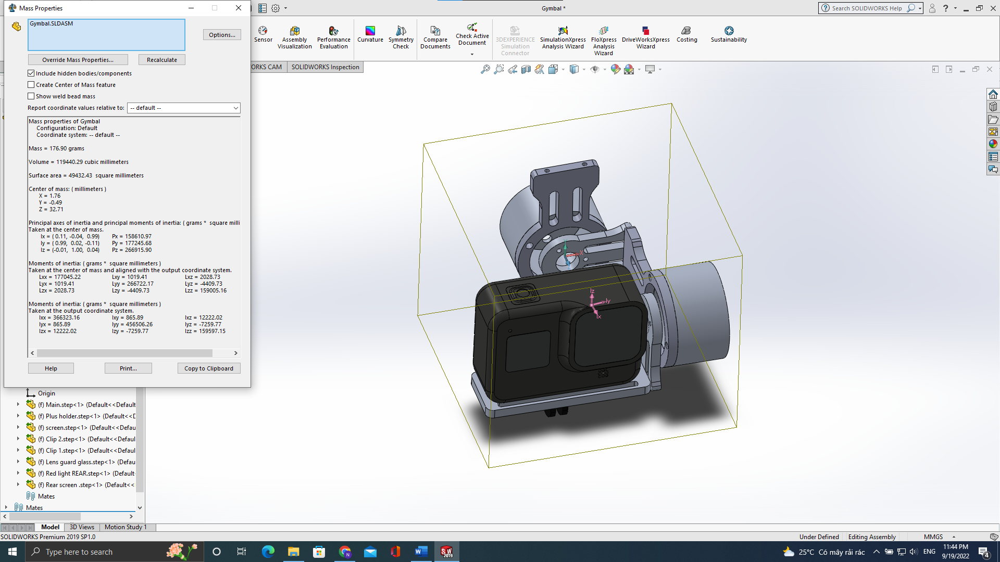 Mass Properties
Gymbal *
Search SOLIDWORKS Help
Gymbal.SLDASM
Options...
Override Mass Properties...
Recalculate
Include hidden bodies/components
Create Center of Mass feature
Show weld bead mass
Report coordinate values relative to:
-- default --
Sensor
Assembly Visualization
Performance Evaluation
Curvature
Symmetry Check
Compare Documents
Check Active Document
3DEXPERIENCE Simulation Connector
SimulationXpress Analysis Wizard
FloXpress Analysis Wizard
DriveWorksXpress Wizard
Costing
Sustainability
ORKS CAM
SOLIDWORKS Inspection
Mass properties of Gymbal
Configuration: Default
Coordinate system: -- default --
Mass = 176.90 grams
Volume = 119440.29 cubic millimeters
Surface area = 49432.43 square millimeters
Center of mass: ( millimeters )
X = 1.76
Y = -0.49
Z = 32.71
Principal axes of inertia and principal moments of inertia: ( grams * square milli
Taken at the center of mass.
Ix = ( 0.11, -0.04, 0.99) Px = 158610.97
Iy = ( 0.99, 0.02, -0.11) Py = 177245.68
Iz = (-0.01, 1.00, 0.04) Pz = 266915.90
Moments of inertia: ( grams * square millimeters )
Taken at the center of mass and aligned with the output coordinate system.
Lxx = 177045.22 Lxy = 1019.41 Lxz = 2028.73
Lyx = 1019.41 Lyy = 266722.17 Lyz = -4409.73
Lzx = 2028.73 Lzy = -4409.73 Lzz = 159005.16
Moments of inertia: ( grams * square millimeters )
Taken at the output coordinate system.
Ixx = 366323.16 Ixy = 865.89 Ixz = 12222.02
Iyx = 865.89 Iyy = 456506.26 Iyz = -7259.77
Izx = 12222.02 Izy = -7259.77 Izz = 159597.15
Help
Print...
Copy to Clipboard
X
Iz
Iy
Ix
Origin
(f) Main.step<1> (Default<<Default
(f) Plus holder.step<1> (Default<<D
(f) screen.step<1> (Default<<Defau
(f) Clip 2.step<1> (Default<<Defaul
(f) Clip 1.step<1> (Default<<Defaul
(f) Lens guard glass.step<1> (Defau
(f) Red light REAR.step<1> (Default
(f) Rear screen .step<1> (Default<<
Mates
Mates
Model
3D Views
Motion Study 1
SOLIDWORKS Premium 2019 SP1.0
Under Defined
Editing Assembly
MMGS
Type here to search
N
W
SW
2019
25°C Có mây rải rác
ENG
11:44 PM
9/19/2022
4